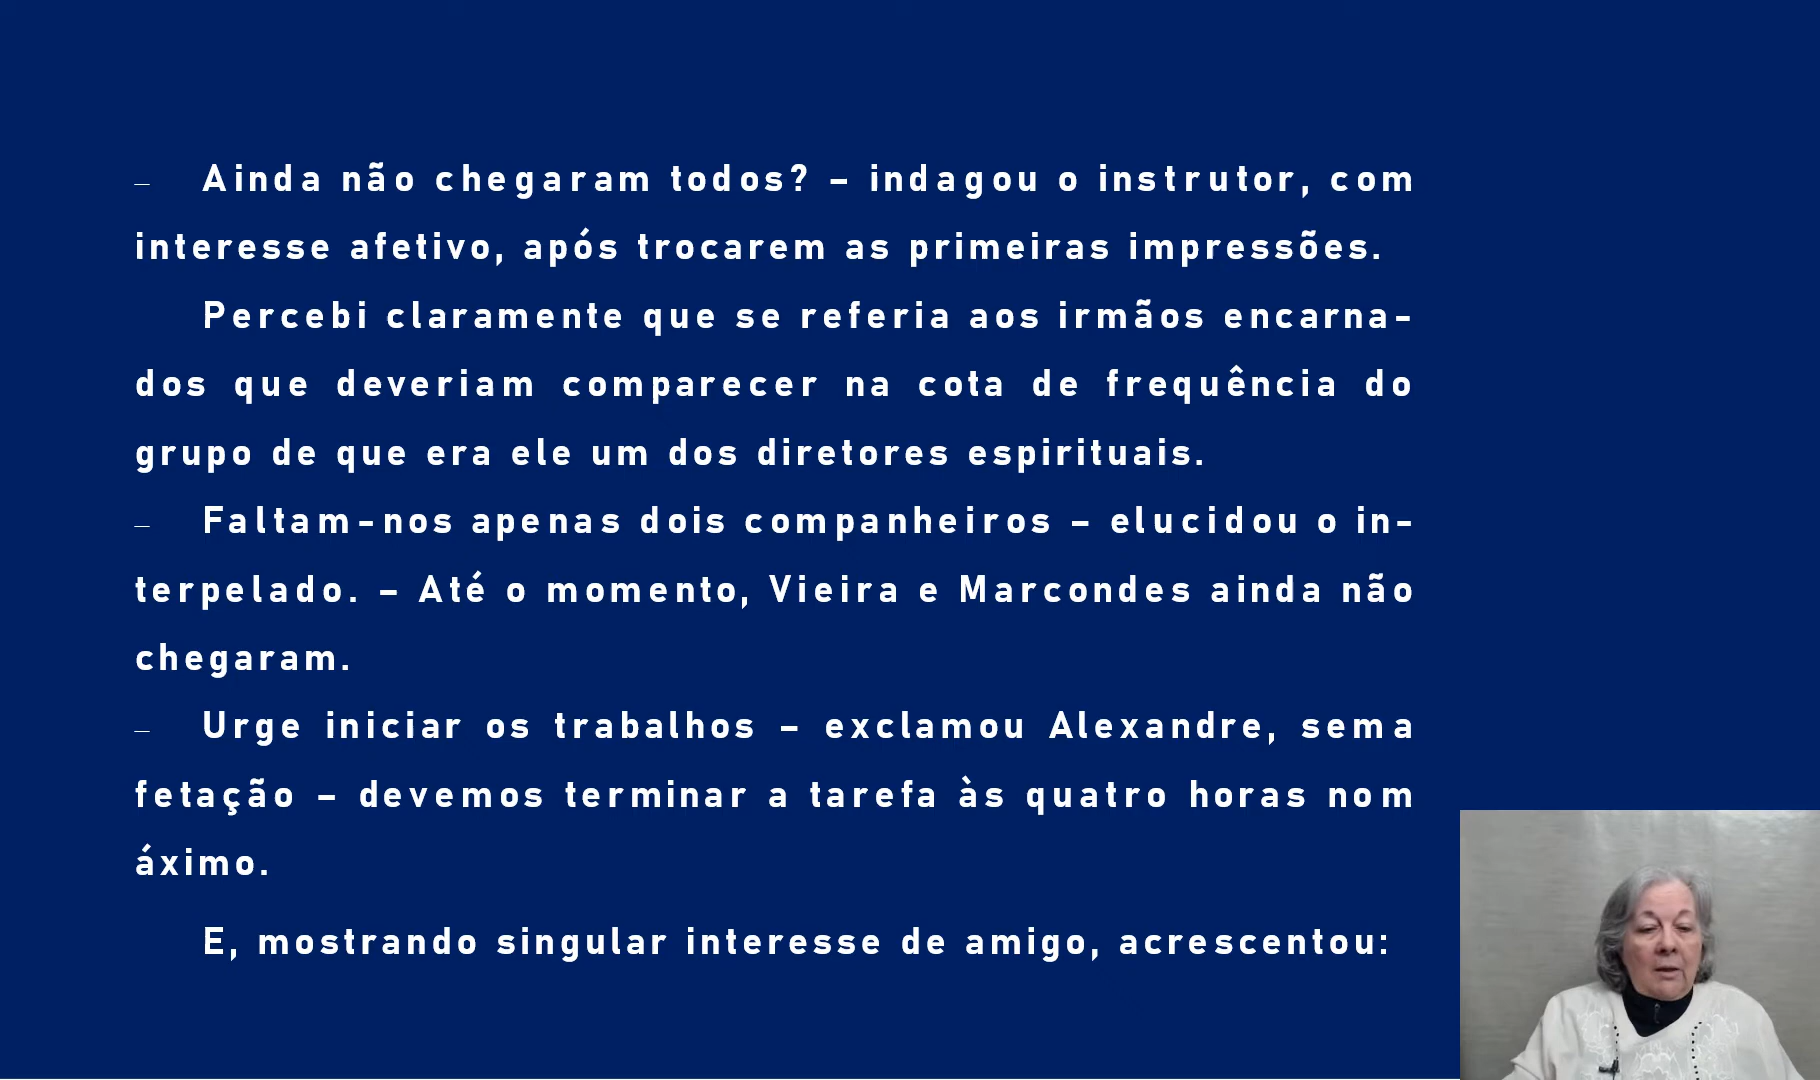 – Ainda não chegaram todos? – indagou o instrutor, com
interesse afetivo, após trocarem as primeiras impressões.
Percebi claramente que se referia aos irmãos encarna-
dos que deveriam comparecer na cota de frequência do
grupo de que era ele um dos diretores espirituais.
– Faltam-nos apenas dois companheiros – elucidou o in-
terpelado. – Até o momento, Vieira e Marcondes ainda não
chegaram.
– Urge iniciar os trabalhos – exclamou Alexandre, sem a
fetação – devemos terminar a tarefa às quatro horas no m
áximo.
E, mostrando singular interesse de amigo, acrescentou: